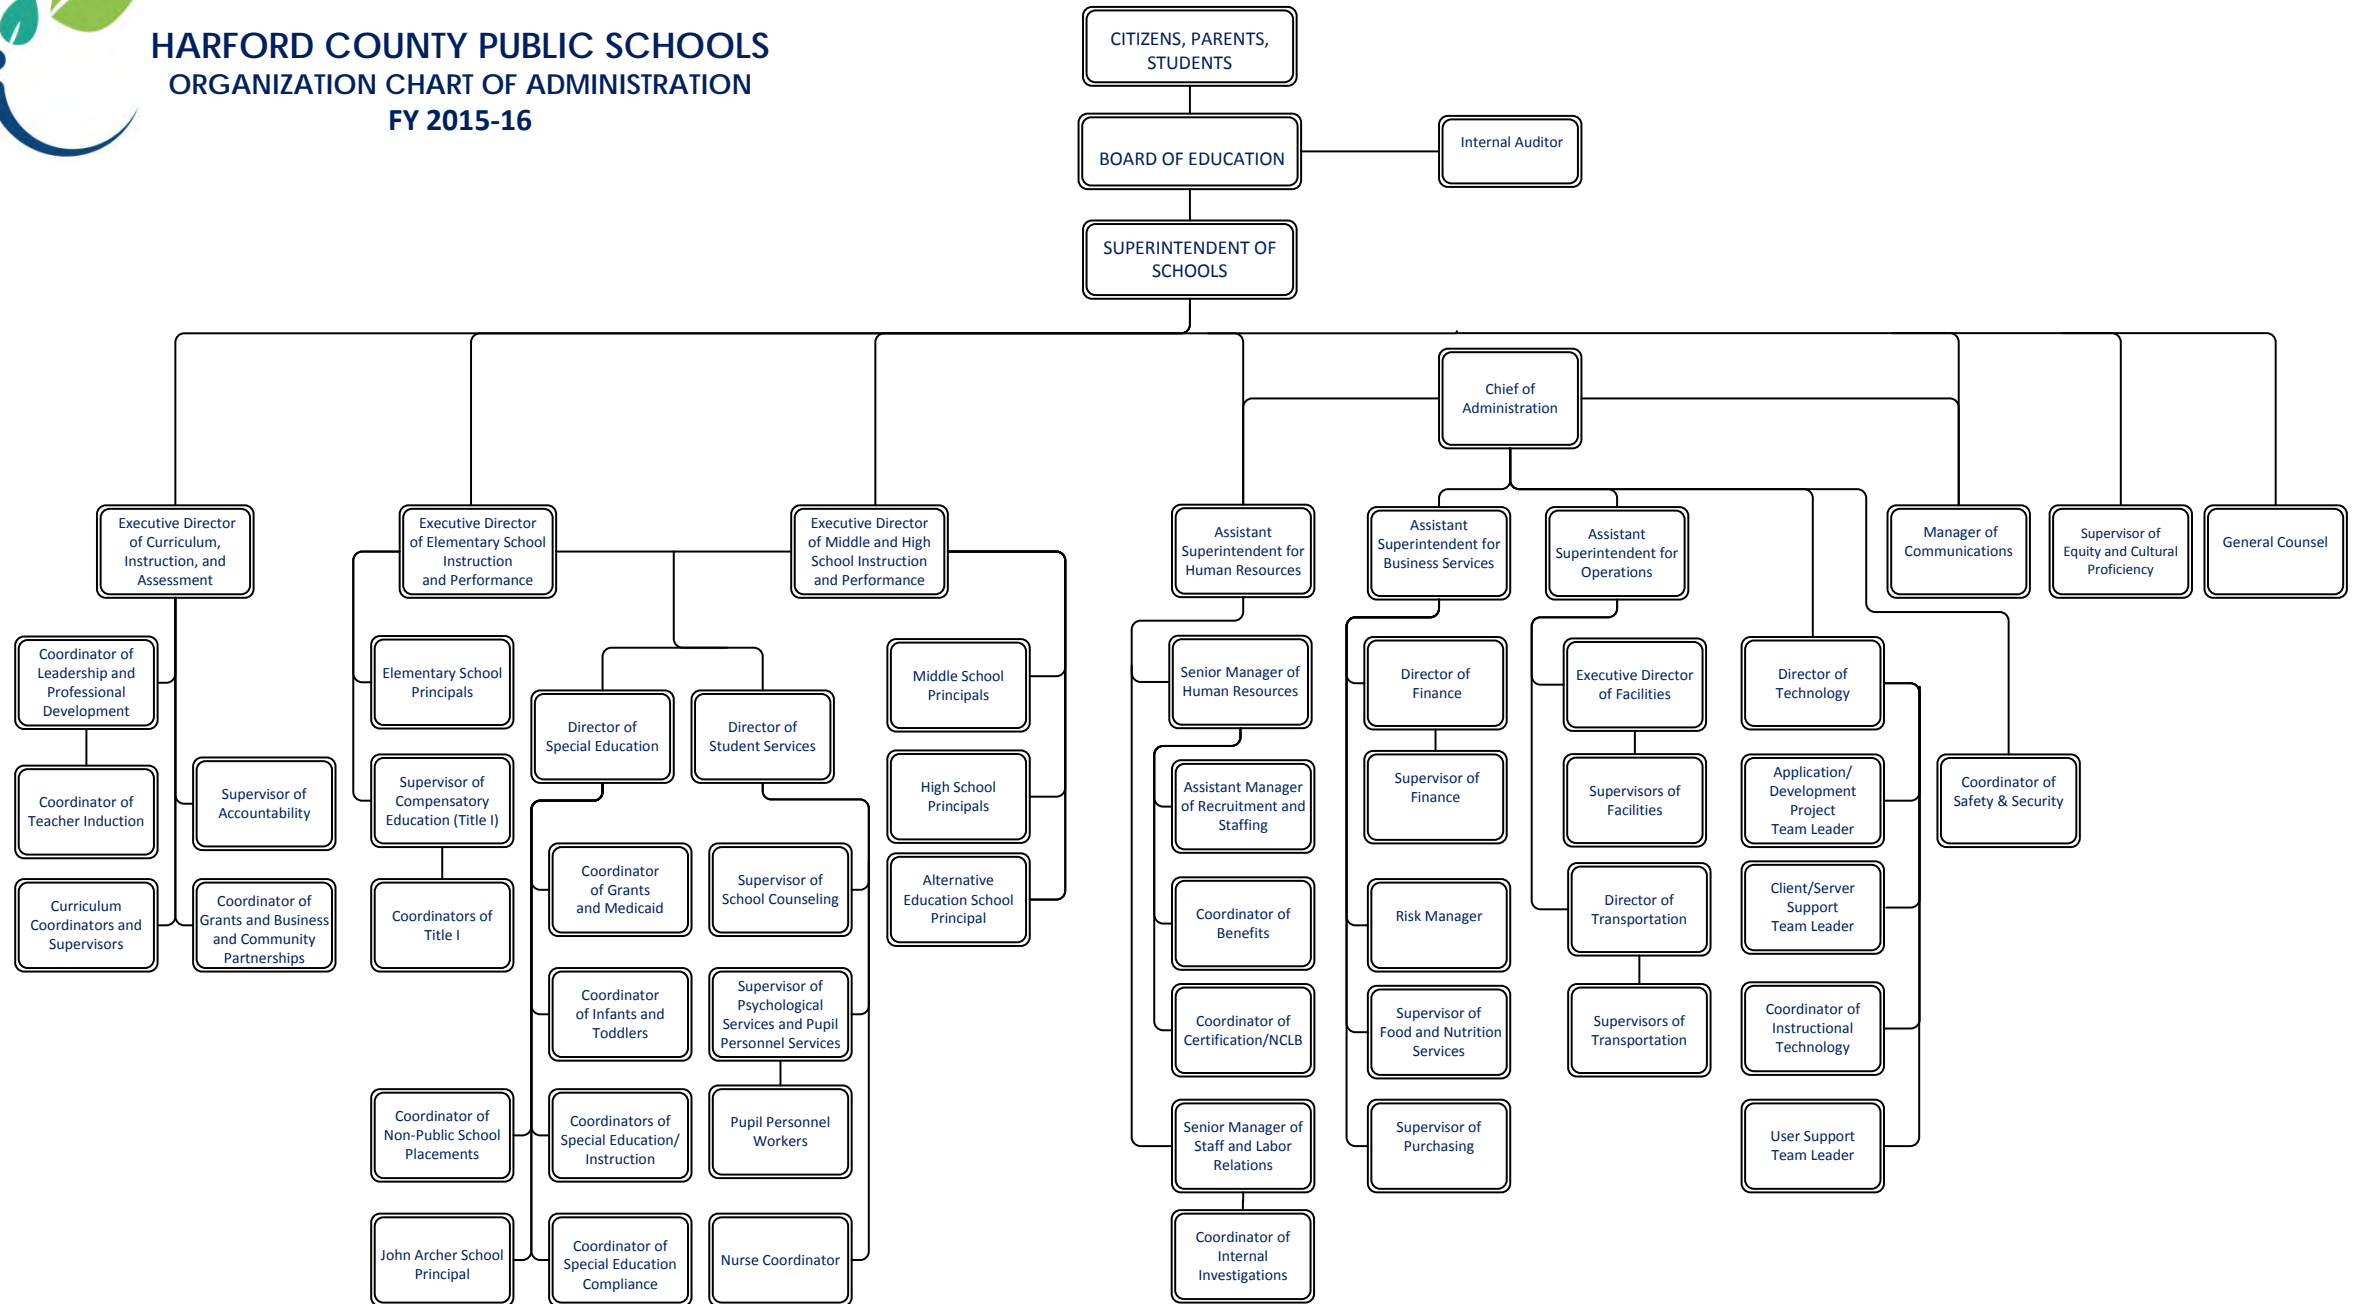 HARFORD COUNTY PUBLIC SCHOOLS
ORGANIZATION CHART OF ADMINISTRATION
FY 2015-16
CITIZENS, PARENTS,
STUDENTS
BOARD OF EDUCATION
Internal Auditor
SUPERINTENDENT OF
SCHOOLS
Chief of
Administration
Executive Director
of Curriculum,
Instruction, and
Assessment
Executive Director
of Elementary School
Instruction
and Performance
Executive Director
of Middle and High
School Instruction
and Performance
Assistant
Superintendent for
Human Resources
Assistant
Superintendent for
Business Services
Assistant
Superintendent for
Operations
Manager of
Communications
Supervisor of
Equity and Cultural
Proficiency
General Counsel
Coordinator of
Leadership and
Professional
Development
Coordinator of
Teacher Induction
Curriculum
Coordinators and
Supervisors
Supervisor of
Accountability
Coordinator of
Grants and Business
and Community
Partnerships
Elementary School
Principals
Supervisor of
Compensatory
Education (Title I)
Coordinators of
Title I
Director of
Special Education
Director of
Student Services
Coordinator
of Grants
and Medicaid
Coordinator
of Infants and
Toddlers
Coordinator of
Non-Public School
Placements
Coordinators of
Special Education/
Instruction
John Archer School
Principal
Coordinator of
Special Education
Compliance
Supervisor of
School Counseling
Supervisor of
Psychological
Services and Pupil
Personnel Services
Pupil Personnel
Workers
Nurse Coordinator
Middle School
Principals
High School
Principals
Alternative
Education School
Principal
Senior Manager of
Human Resources
Assistant Manager
of Recruitment and
Staffing
Coordinator of
Benefits
Coordinator of
Certification/NCLB
Senior Manager of
Staff and Labor
Relations
Coordinator of
Internal
Investigations
Director of
Finance
Supervisor of
Finance
Risk Manager
Supervisor of
Food and Nutrition
Services
Supervisor of
Purchasing
Executive Director
of Facilities
Supervisors of
Facilities
Director of
Transportation
Supervisors of
Transportation
Director of
Technology
Application/
Development
Project
Team Leader
Client/Server
Support
Team Leader
Coordinator of
Instructional
Technology
User Support
Team Leader
Coordinator of
Safety & Security